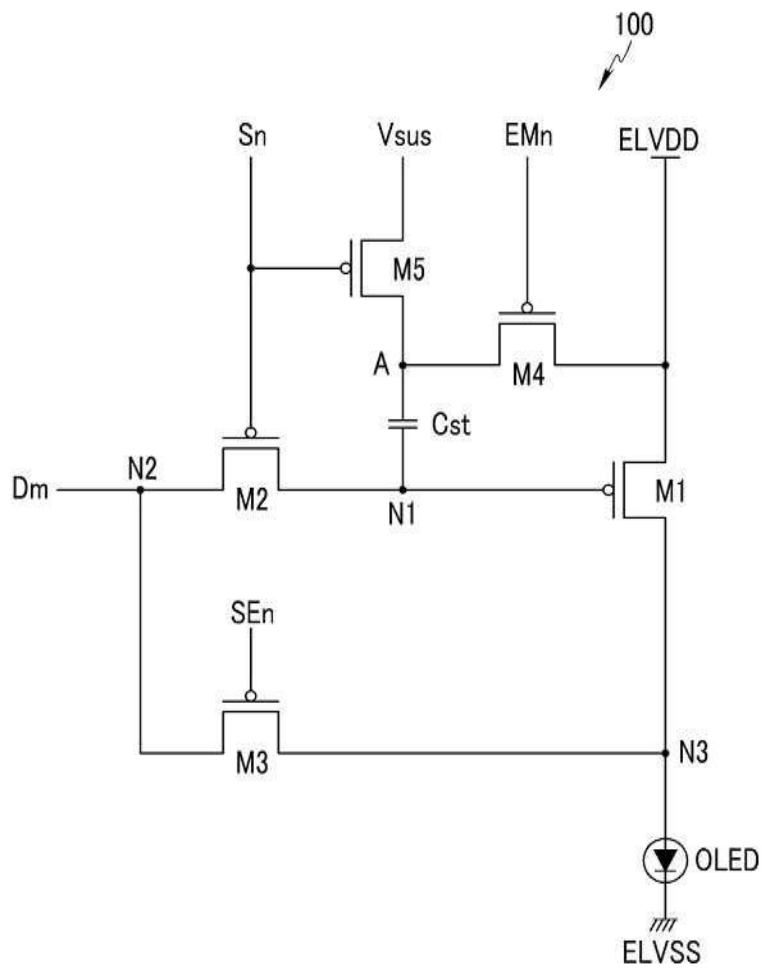 100
Sn
Vsus
EMn
ELVDD
M5
A
M4
Cst
N2
Dm
M2
N1
M1
SEn
M3
N3
OLED
ELVSS